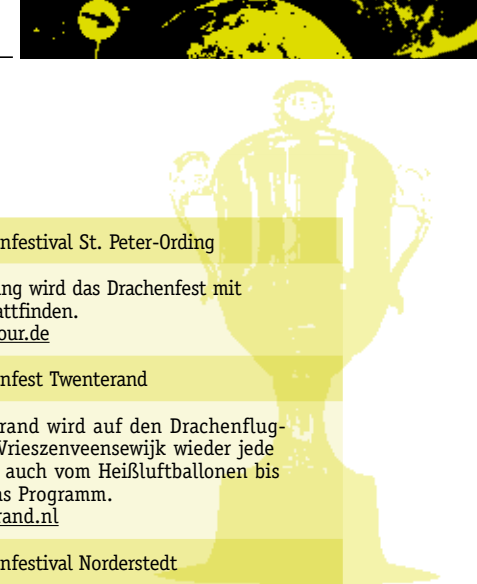 nfestival St. Peter-Ording
ng wird das Drachenfest mit
attfinden.
our.de
nfest Twenterand
rand wird auf den Drachenflug-
Vrieszenveensewijk wieder jede
auch vom Heißluftballonen bis
as Programm.
rand.nl
nfestival Norderstedt